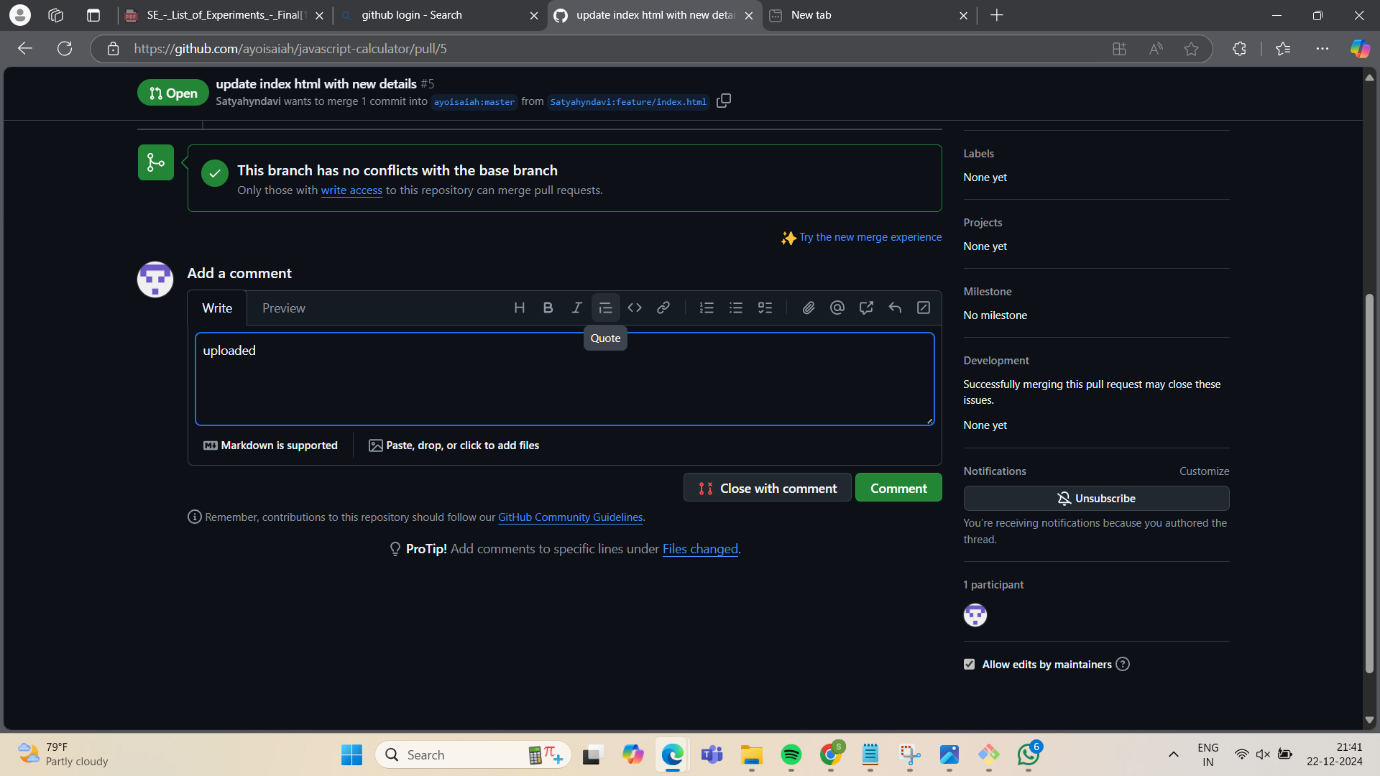 SE_-_List_of_Experiments_-_Final[1
github login - Search
update index html with new detai
New tab
https://github.com/ayoisaiah/javascript-calculator/pull/5
Open
update index html with new details #5
Satyahyndavi wants to merge 1 commit into ayoisaiah:master from Satyahyndavi:feature/index.html
This branch has no conflicts with the base branch
Only those with write access to this repository can merge pull requests.
Try the new merge experience
Add a comment
Write
Preview
Quote
uploaded
Markdown is supported
Paste, drop, or click to add files
Close with comment
Comment
Remember, contributions to this repository should follow our GitHub Community Guidelines.
ProTip! Add comments to specific lines under Files changed.
Labels
None yet
Projects
None yet
Milestone
No milestone
Development
Successfully merging this pull request may close these
issues.
None yet
Notifications
Customize
Unsubscribe
You're receiving notifications because you authored the
thread.
1 participant
Allow edits by maintainers
79°F
Partly cloudy
Search
6
ENG
IN
21:41
22-12-2024